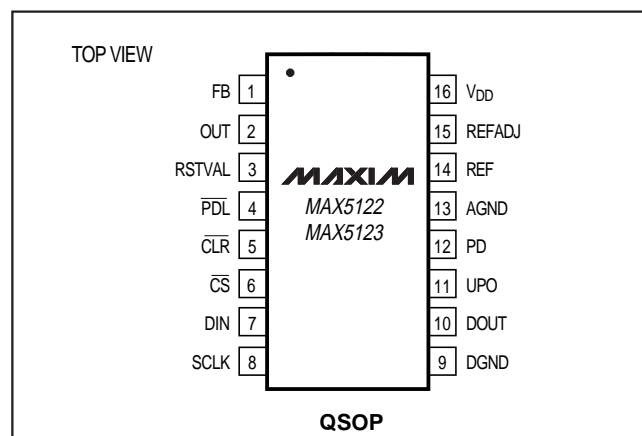 TOP VIEW
FB 1
OUT 2
RSTVAL 3
PDL 4
CLR 5
CS 6
DIN 7
SCLK 8
MAXIM
MAX5122
MAX5123
16 VDD
15 REFADJ
14 REF
13 AGND
12 PD
11 UPO
10 DOUT
9 DGND
QSOP